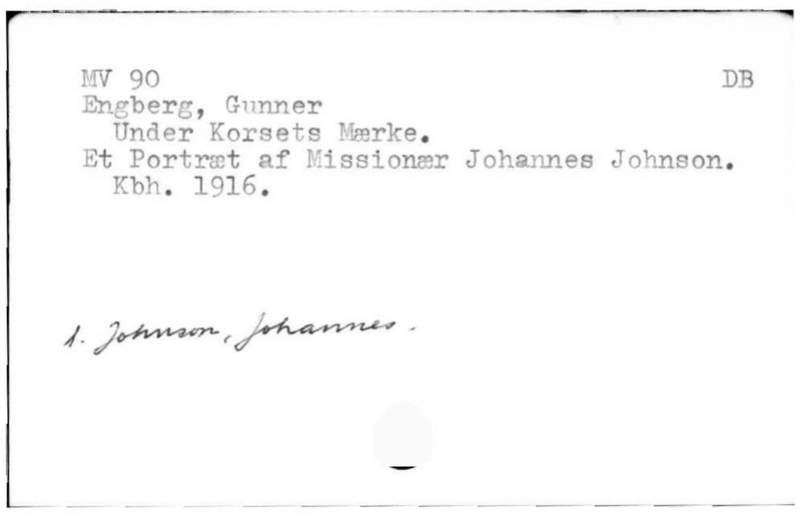 MV 90 DB
Engberg, Gunner
Under Korsets Mærke.
Et Portræt af Missionær Johannes Johnson.
Kbh. 1916.
1. Johnson, Johannes.